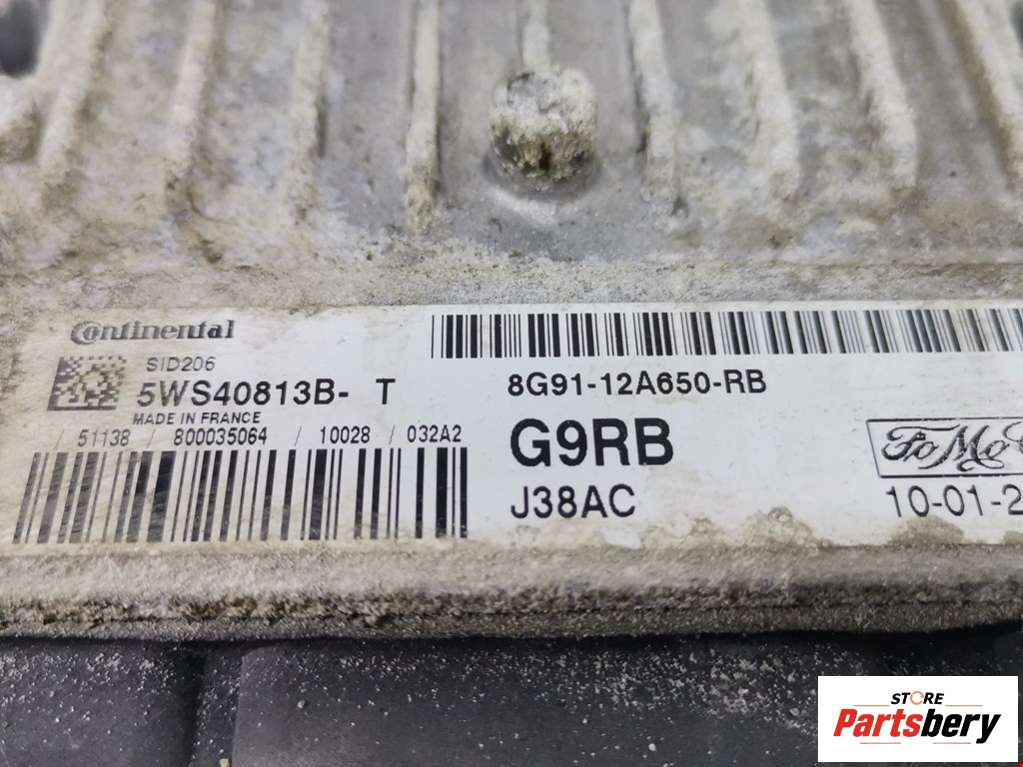 Continental
SID206
5WS40813B- T
MADE IN FRANCE
/ 51138 / 800035064 / 10028 / 032A2
8G91-12A650-RB
G9RB
J38AC
FoMo
10-01-2
STORE
Partsbery